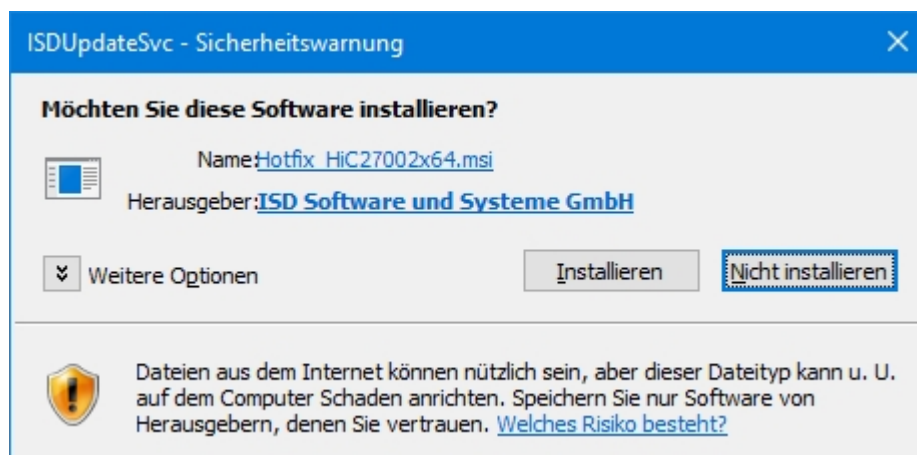 ISDUpdateSvc - Sicherheitswarnung
Möchten Sie diese Software installieren?
Name:Hotfix_HiC27002x64.msi
Herausgeber:ISD Software und Systeme GmbH
Weitere Optionen
Installieren
Nicht installieren
Dateien aus dem Internet können nützlich sein, aber dieser Dateityp kann u. U.
auf dem Computer Schaden anrichten. Speichern Sie nur Software von
Herausgebern, denen Sie vertrauen. Welches Risiko besteht?